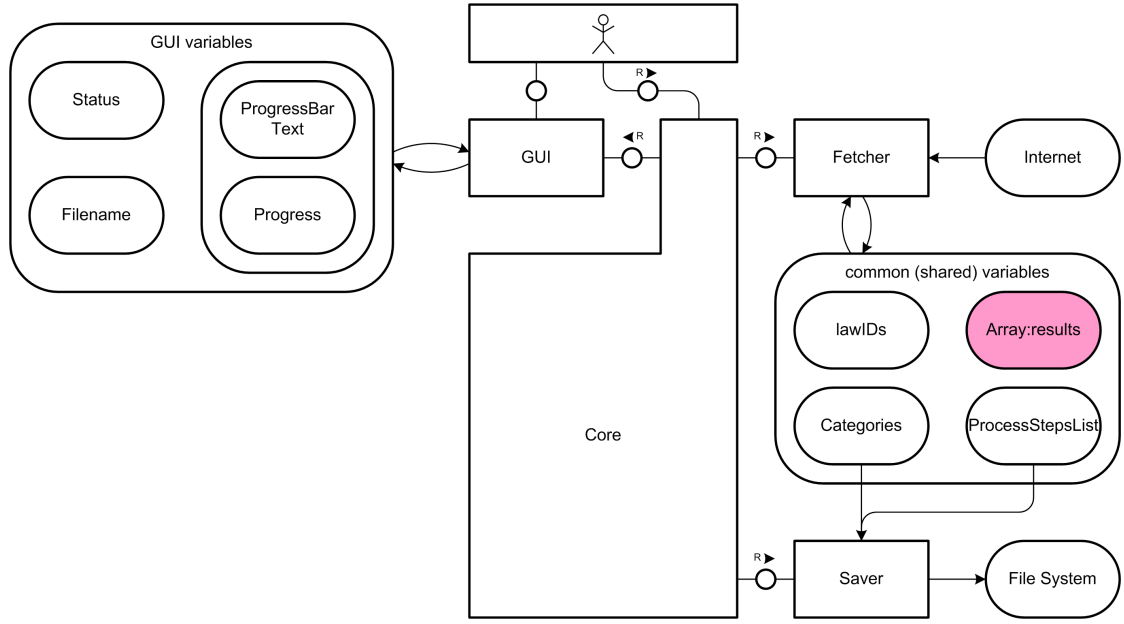 GUI variables
Status
ProgressBar
Text
Filename
Progress
R
GUI
R
R
Fetcher
Internet
common (shared) variables
lawIDs
Array:results
Categories
ProcessStepsList
Core
R
Saver
File System